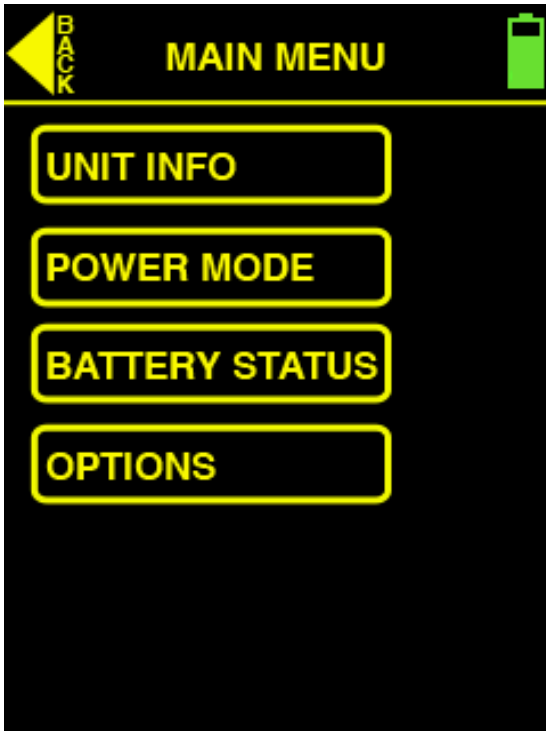 BACK
MAIN MENU
UNIT INFO
POWER MODE
BATTERY STATUS
OPTIONS